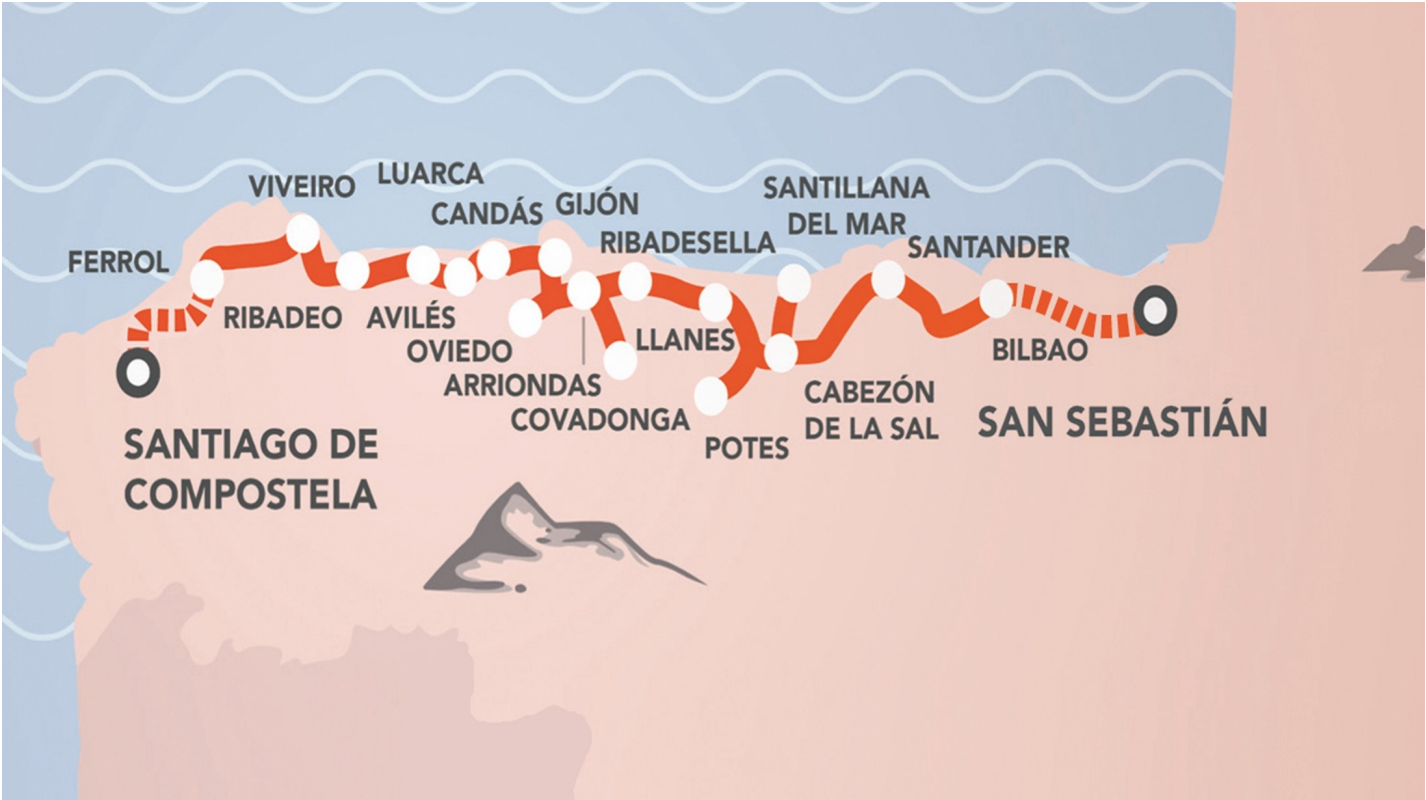 VIVEIRO
LUARCA
CANDÁS
GIJÓN
SANTILLANA
DEL MAR
FERROL
RIBADESELLA
SANTANDER
RIBADEO
AVILÉS
OVIEDO
LLANES
BILBAO
ARRIONDAS
COVADONGA
CABEZÓN
DE LA SAL
POTES
SAN SEBASTIÁN
SANTIAGO DE
COMPOSTELA